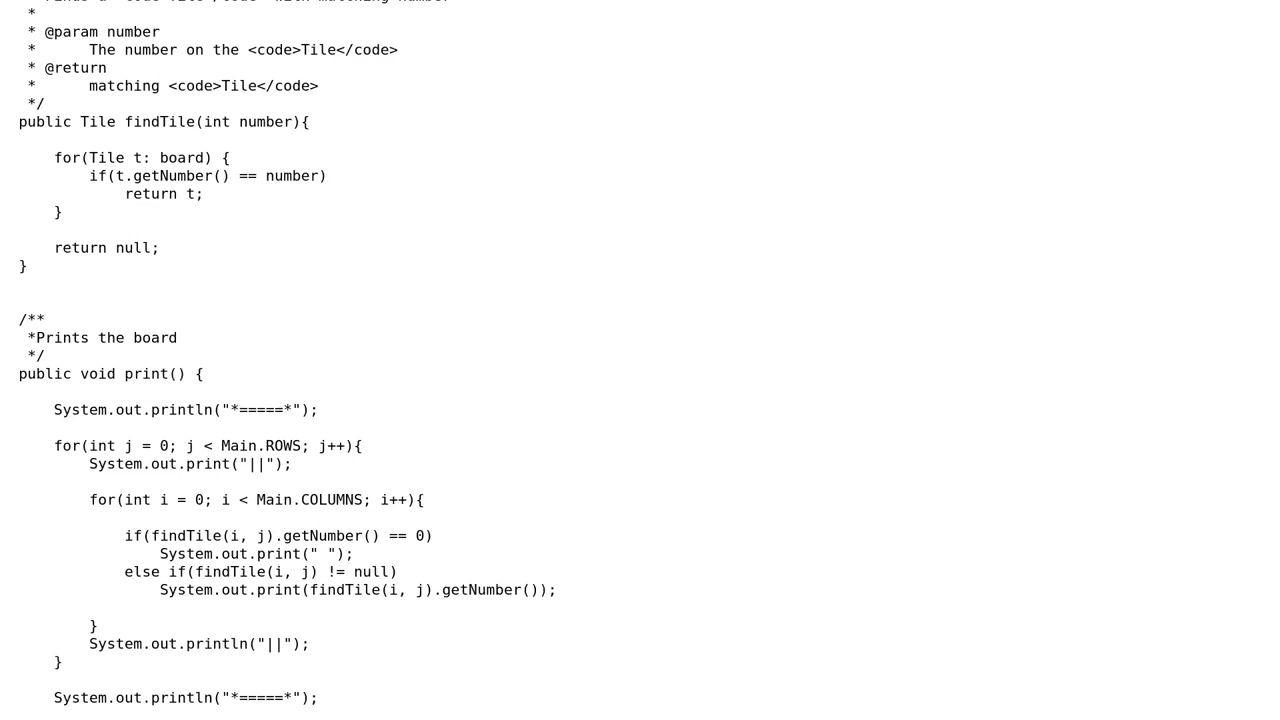 *
 * @param number
 *      The number on the <code>Tile</code>
 * @return
 *      matching <code>Tile</code>
 */
public Tile findTile(int number){

    for(Tile t: board) {
        if(t.getNumber() == number)
            return t;
    }

    return null;
}


/**
 *Prints the board
 */
public void print() {

    System.out.println("*=====*");

    for(int j = 0; j < Main.ROWS; j++){
        System.out.print("||");

        for(int i = 0; i < Main.COLUMNS; i++){

            if(findTile(i, j).getNumber() == 0)
                System.out.print(" ");
            else if(findTile(i, j) != null)
                System.out.print(findTile(i, j).getNumber());

        }
        System.out.println("||");
    }

    System.out.println("*=====*");